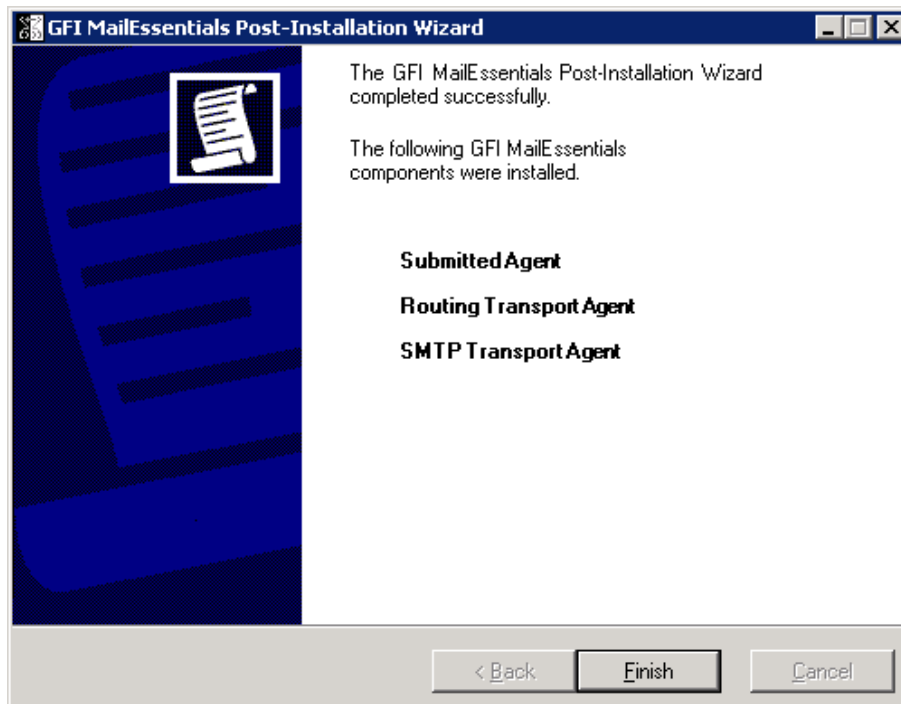 GFI MailEssentials Post-Installation Wizard
The GFI MailEssentials Post-Installation Wizard
completed successfully.
The following GFI MailEssentials
components were installed.
Submitted Agent
Routing Transport Agent
SMTP Transport Agent
< Back
Finish
Cancel